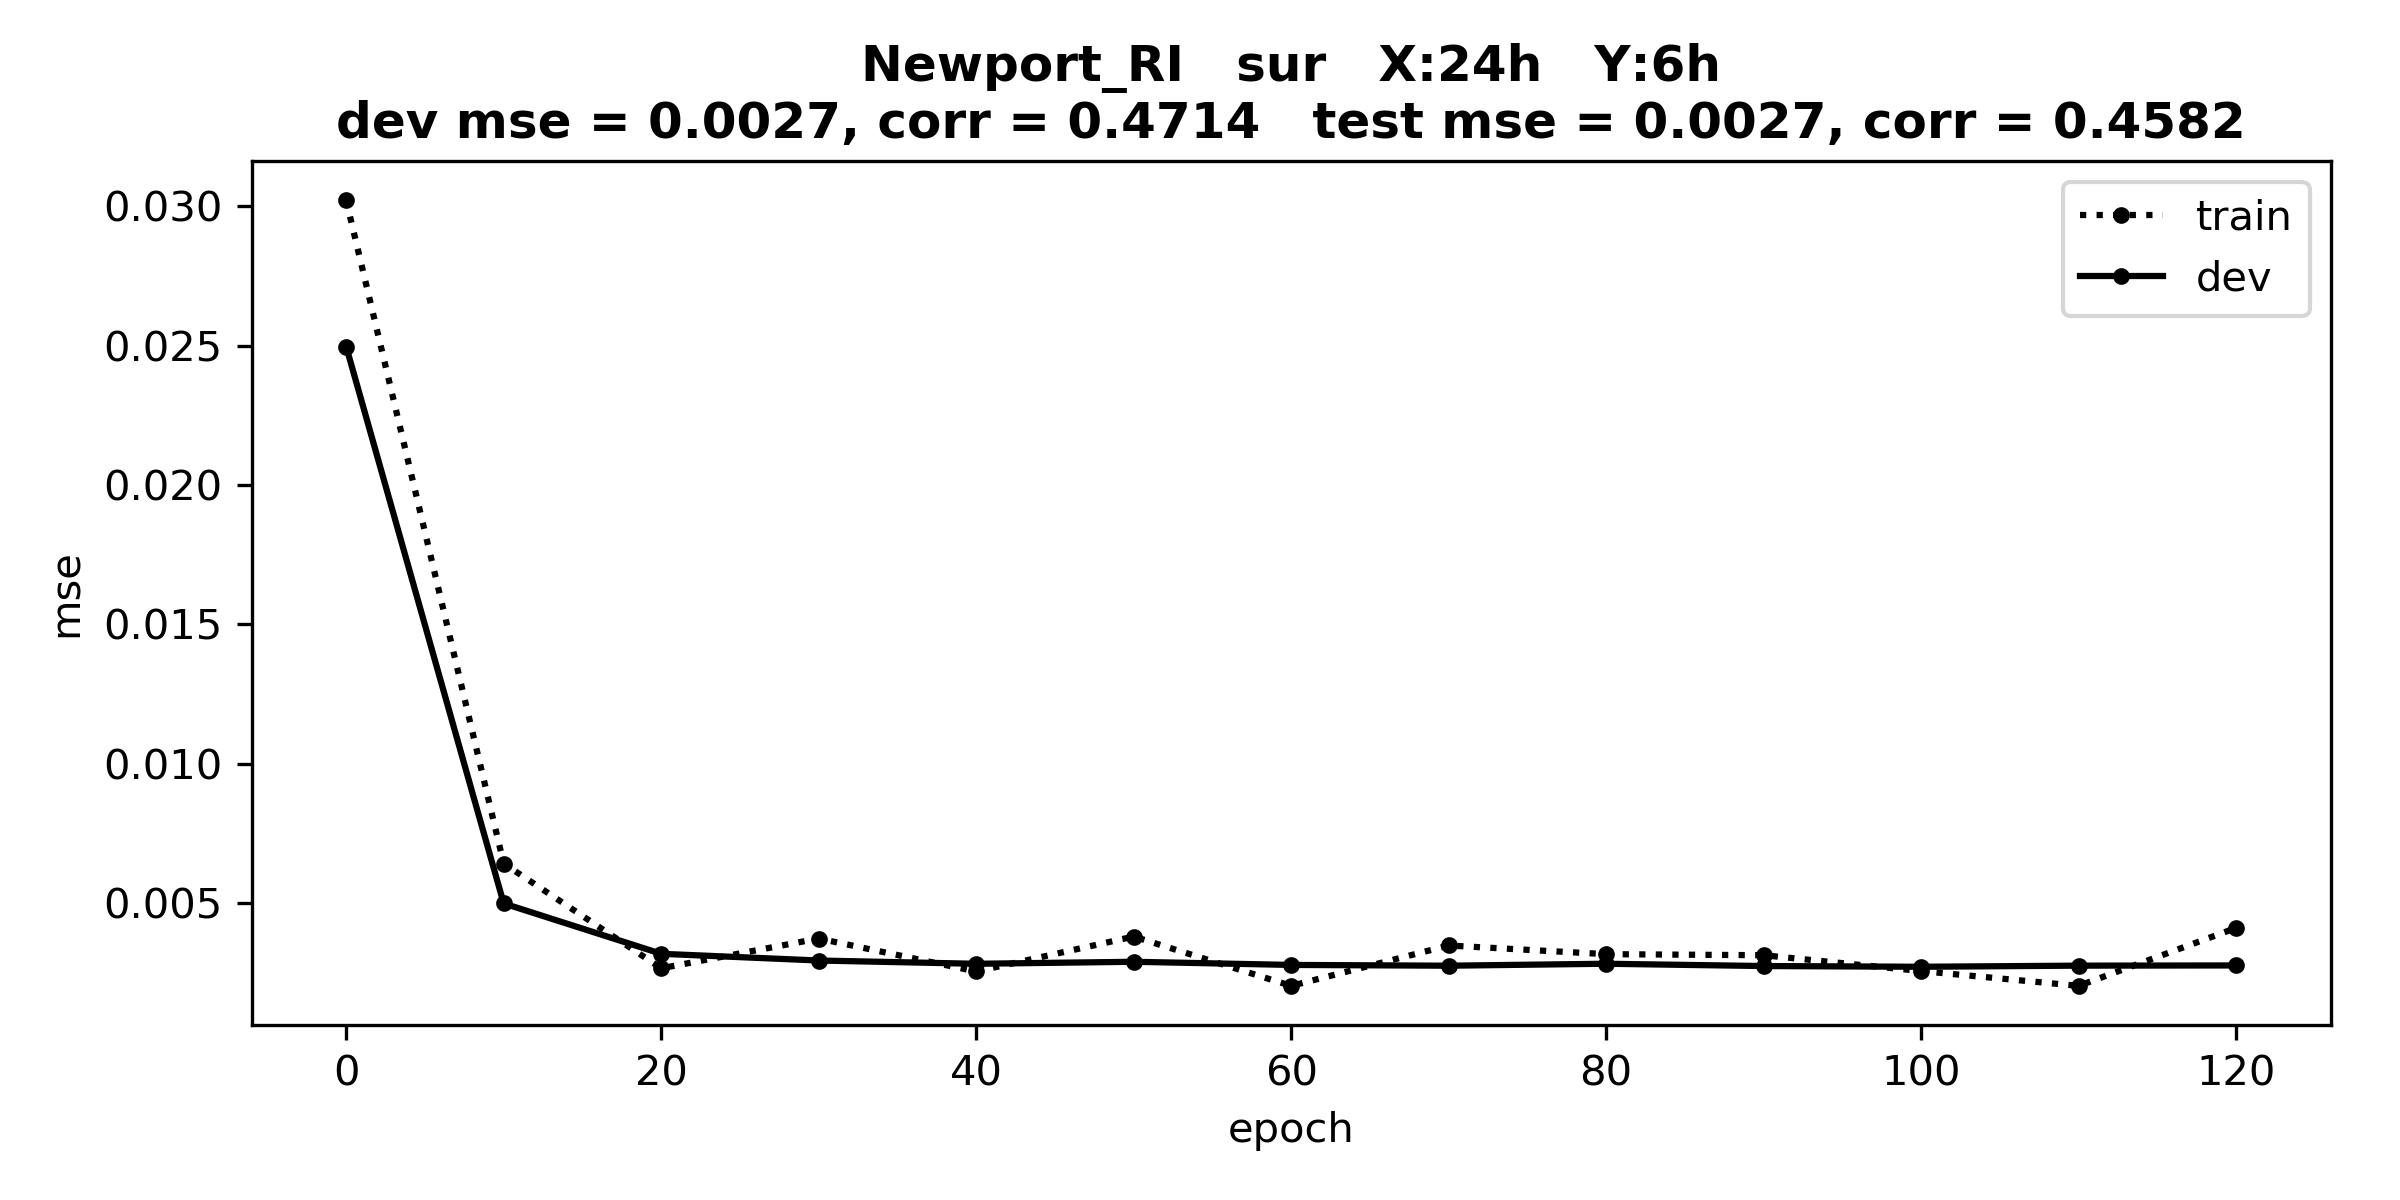 Newport_RI sur X:24h Y:6h
dev mse = 0.0027, corr = 0.4714 test mse = 0.0027, corr = 0.4582
train
dev
0.030
0.025
0.020
0.015
0.010
0.005
mse
0 20 40 60 80 100 120
epoch